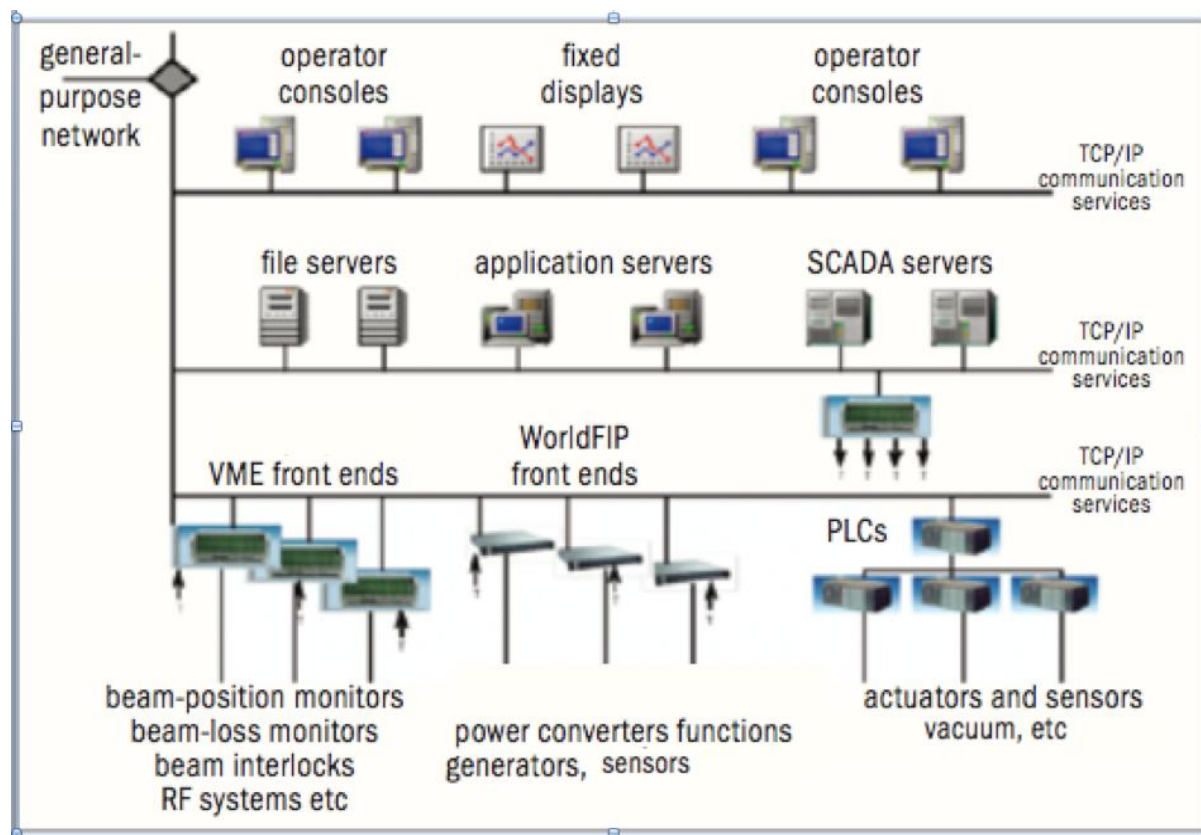 general-
purpose
network
operator
consoles
fixed
displays
operator
consoles
TCP/IP
communication
services
file servers
application servers
SCADA servers
TCP/IP
communication
services
VME front ends
WorldFIP
front ends
TCP/IP
communication
services
PLCs
beam-position monitors
beam-loss monitors
beam interlocks
RF systems etc
power converters functions
generators, sensors
actuators and sensors
vacuum, etc